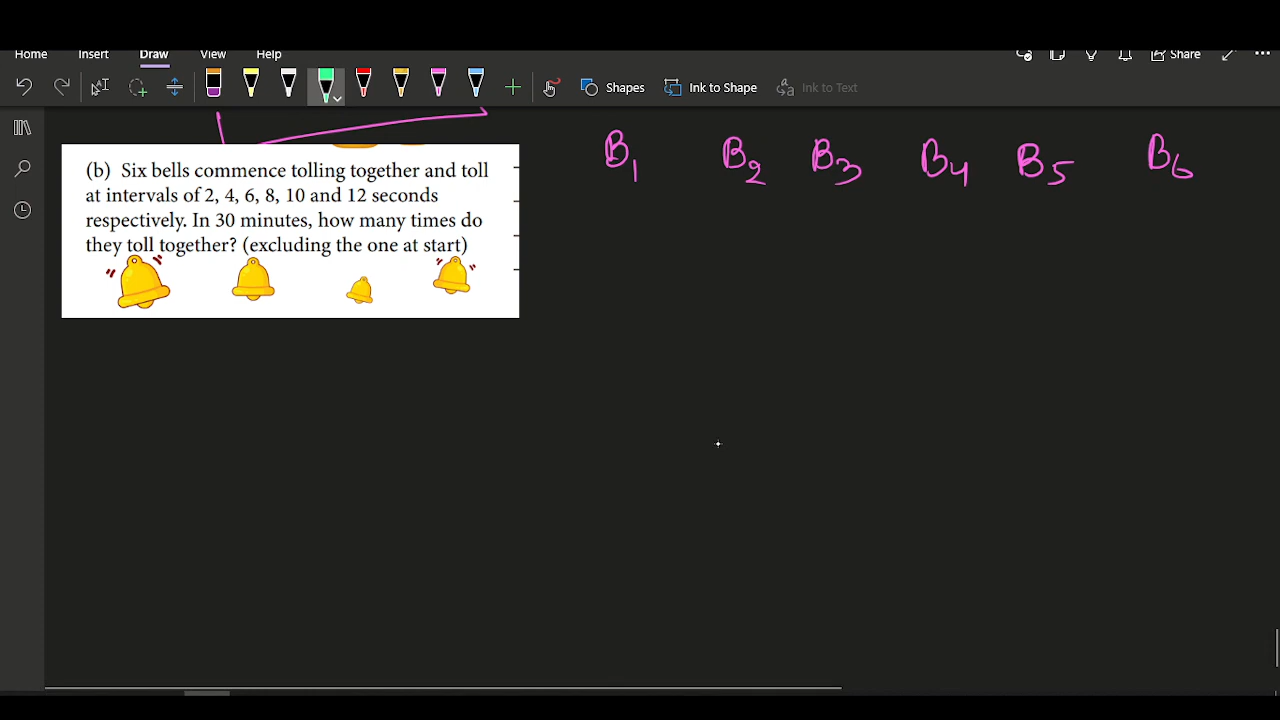 Home Insert Draw View Help Share
Shapes Ink to Shape Ink to Text
B1 B2 B3 B4 B5 B6
(b) Six bells commence tolling together and toll
at intervals of 2, 4, 6, 8, 10 and 12 seconds
respectively. In 30 minutes, how many times do
they toll together? (excluding the one at start)